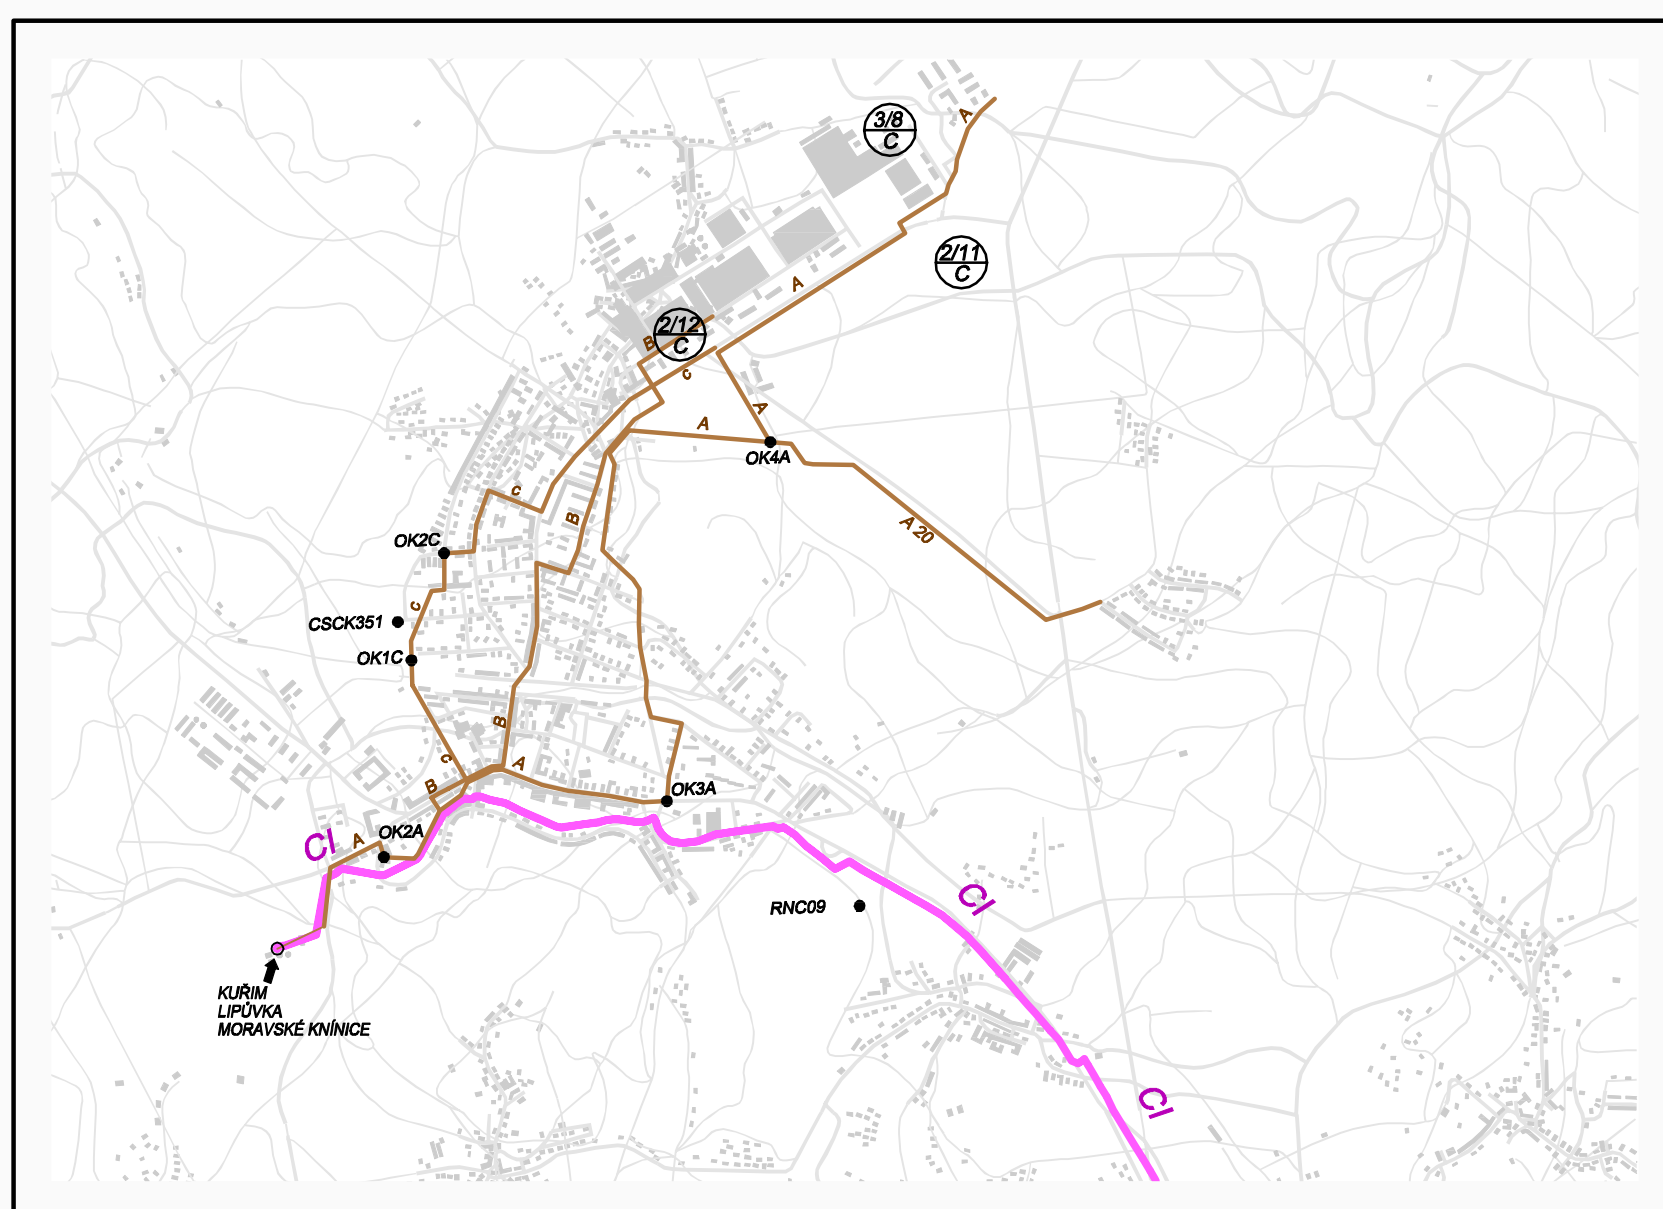 A
3/8
C
2/11
C
A
2/12
C
B
c
A
A
OK4A
c
B
A 20
OK2C
c
CSCK351
OK1C
B
c
A
B
OK3A
OK2A
A
CI
CI
RNC09
KUŘIM
LIPŮVKA
MORAVSKÉ KNÍNICE
CI